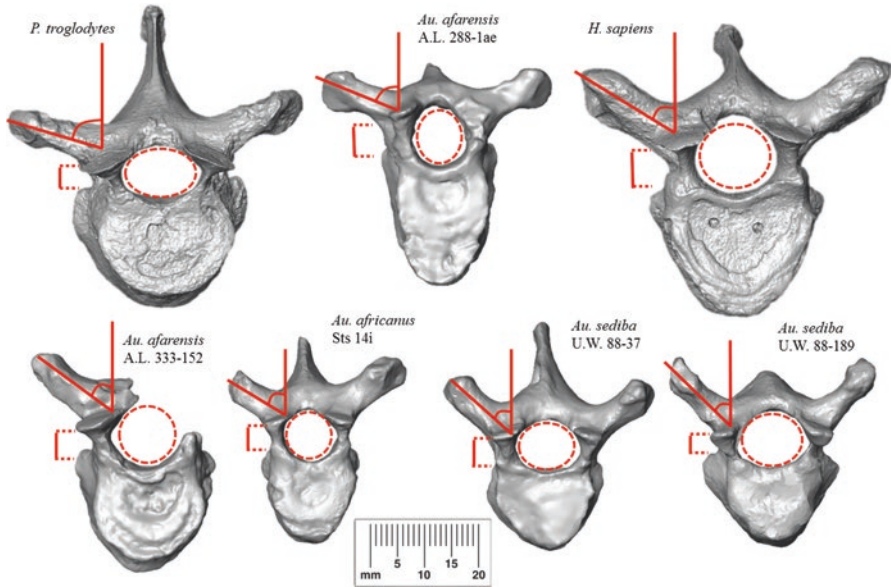 P. troglodytes
Au. afarensis
A.L. 288-1ae
H. sapiens
Au. afarensis
A.L. 333-152
Au. africanus
Sts 14i
Au. sediba
U.W. 88-37
Au. sediba
U.W. 88-189
mm 5 10 15 20